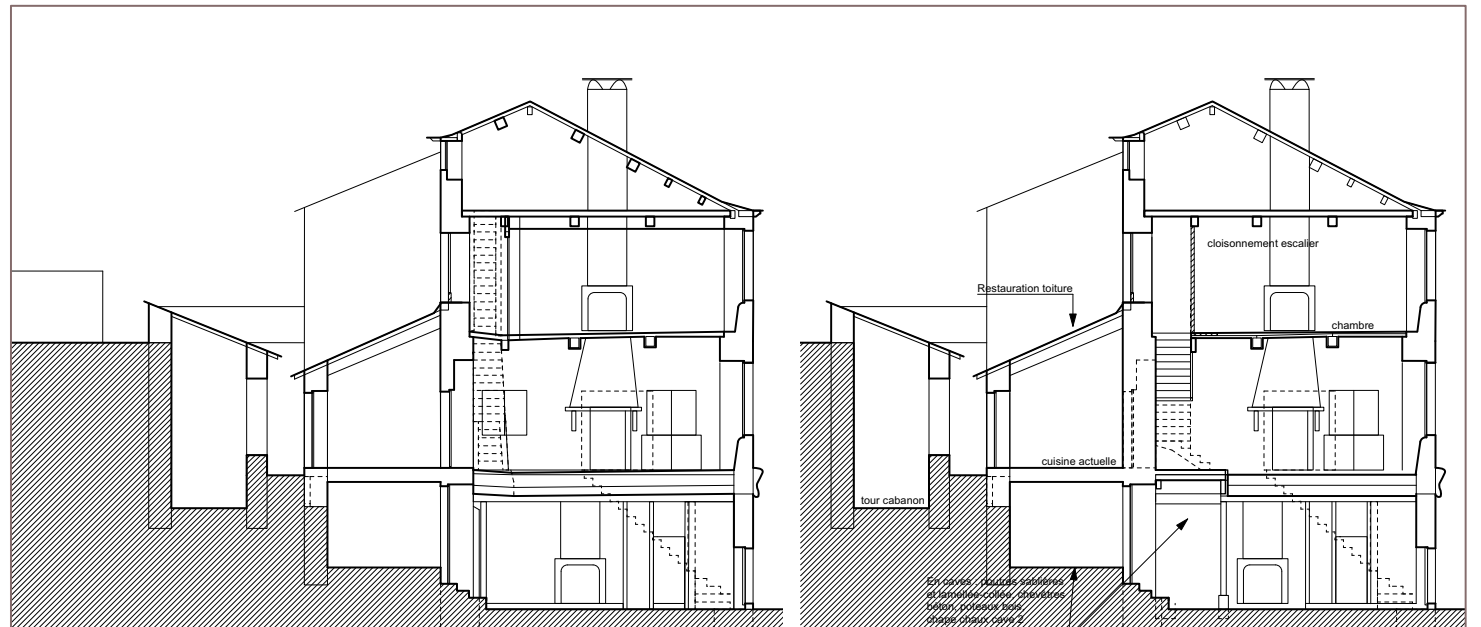 cloisonnement escalier
Restauration toiture
chambre
cuisine actuelle
tour cabanon
En caves : poutres sablières
et lamellée-collée, chevêtres
béton, poteaux bois,
chape chaux cave 2